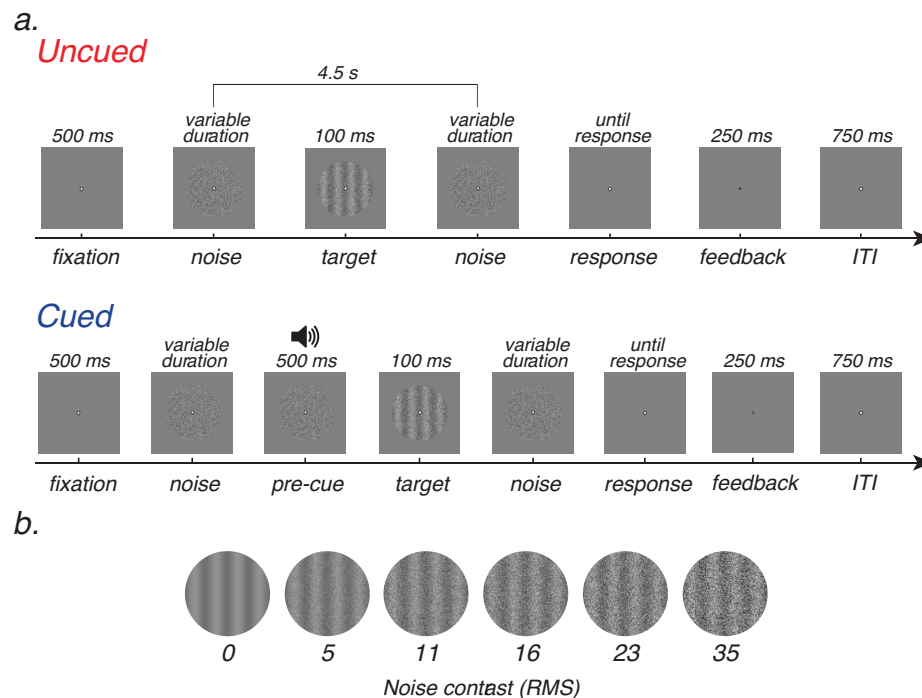 a.
Uncued
4.5 s
500 ms
variable duration
100 ms
variable duration
until response
250 ms
750 ms
fixation
noise
target
noise
response
feedback
ITI
Cued
500 ms
variable duration
500 ms
100 ms
variable duration
until response
250 ms
750 ms
fixation
noise
pre-cue
target
noise
response
feedback
ITI
b.
0
5
11
16
23
35
Noise contrast (RMS)